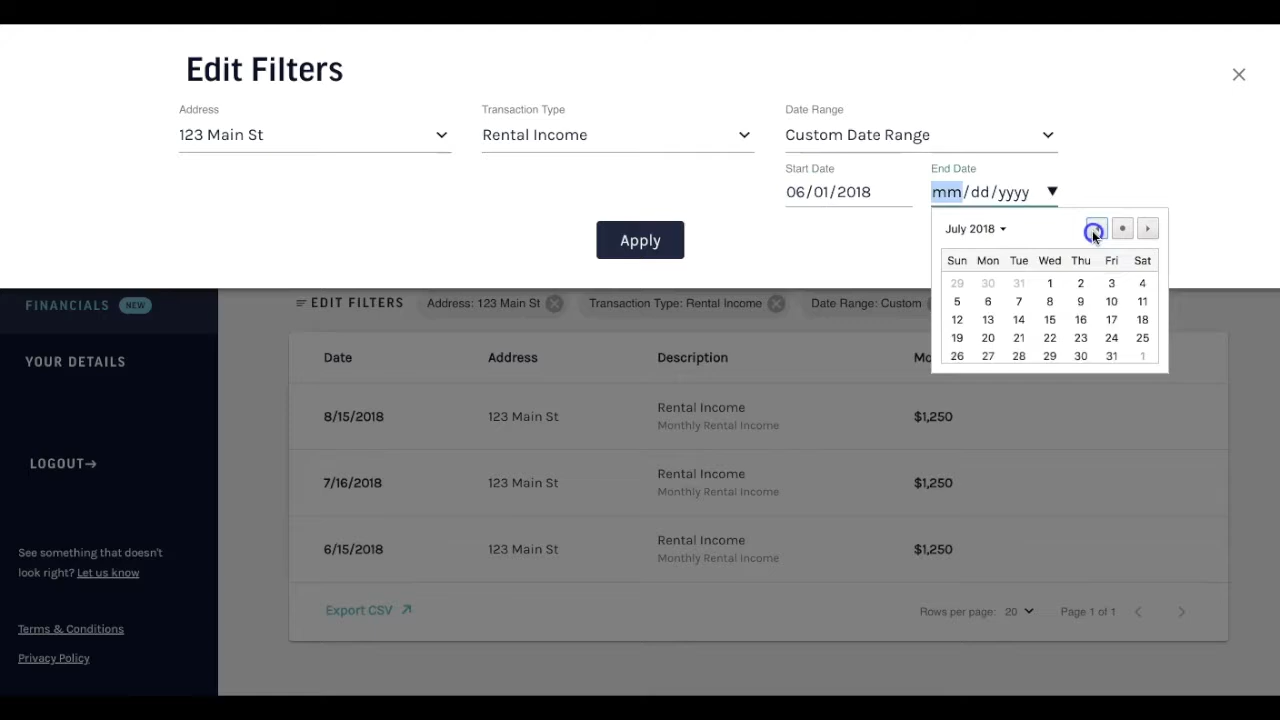 Edit Filters
Address
123 Main St
Transaction Type
Rental Income
Date Range
Custom Date Range
Start Date
06/01/2018
End Date
mm/dd/yyyy
Apply
July 2018
Sun Mon Tue Wed Thu Fri Sat
29 30 31 1 2 3 4
5 6 7 8 9 10 11
12 13 14 15 16 17 18
19 20 21 22 23 24 25
26 27 28 29 30 31 1
FINANCIALS NEW
YOUR DETAILS
LOGOUT→
See something that doesn't
look right? Let us know
Terms & Conditions
Privacy Policy
EDIT FILTERS
Address: 123 Main St
Transaction Type: Rental Income
Date Range: Custom
Date Address Description Mo
8/15/2018 123 Main St Rental Income $1,250
Monthly Rental Income
7/16/2018 123 Main St Rental Income $1,250
Monthly Rental Income
6/15/2018 123 Main St Rental Income $1,250
Monthly Rental Income
Export CSV
Rows per page: 20 Page 1 of 1